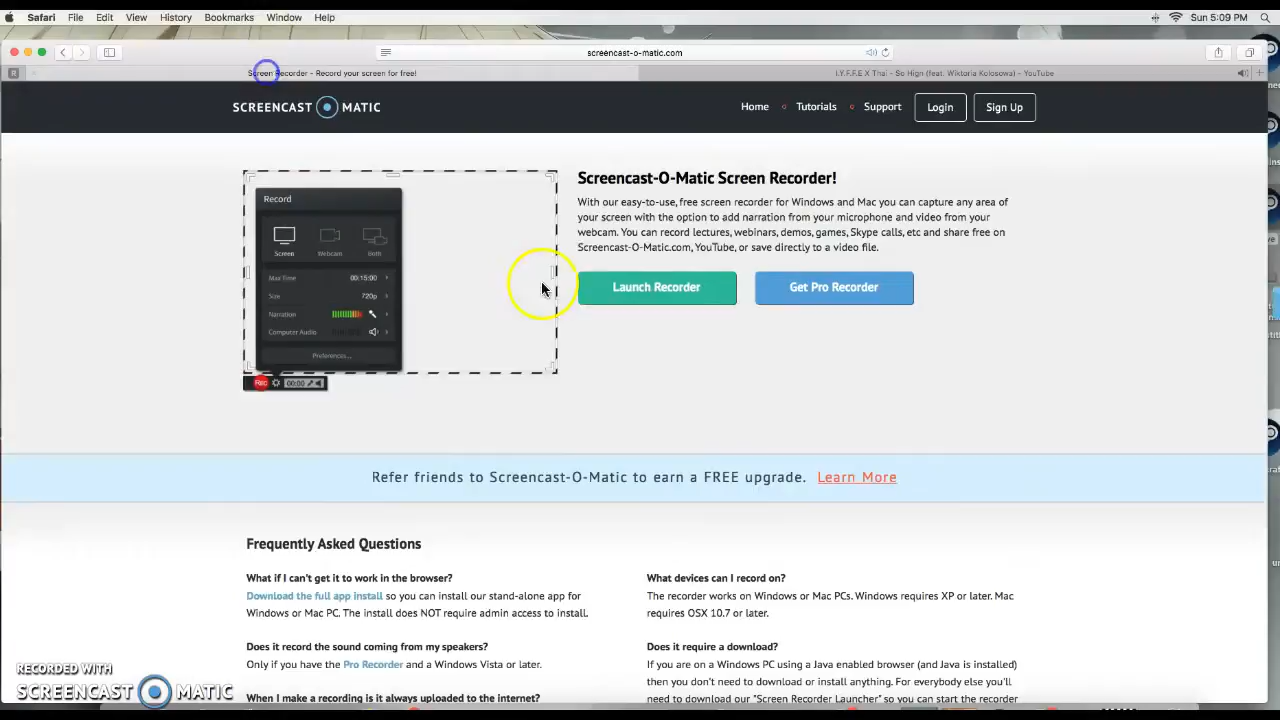 Safari File Edit View History Bookmarks Window Help Sun 5:09 PM
screencast-o-matic.com
Screen Recorder - Record your screen for free! I.Y.F.F.E X Thai - So Hign (feat. Wiktoria Kolosowa) – YouTube
SCREENCAST MATIC Home Tutorials Support Login Sign Up
Record
Screen Webcam Both
Max Time 00:15:00
Size 720p
Narration
Computer Audio
Preferences...
Rec 00:00
Screencast-O-Matic Screen Recorder!
With our easy-to-use, free screen recorder for Windows and Mac you can capture any area of
your screen with the option to add narration from your microphone and video from your
webcam. You can record lectures, webinars, demos, games, Skype calls, etc and share free on
Screencast-O-Matic.com, YouTube, or save directly to a video file.
Launch Recorder Get Pro Recorder
Refer friends to Screencast-O-Matic to earn a FREE upgrade. Learn More
Frequently Asked Questions
What if I can't get it to work in the browser?
Download the full app install so you can install our stand-alone app for
Windows or Mac PC. The install does NOT require admin access to install.
Does it record the sound coming from my speakers?
Only if you have the Pro Recorder and a Windows Vista or later.
When I make a recording is it always uploaded to the internet?
What devices can I record on?
The recorder works on Windows or Mac PCs. Windows requires XP or later. Mac
requires OSX 10.7 or later.
Does it require a download?
If you are on a Windows PC using a Java enabled browser (and Java is installed)
then you don't need to download or install anything. For everybody else you'll
need to download our "Screen Recorder Launcher" so you can start the recorder
RECORDED WITH
SCREENCAST MATIC